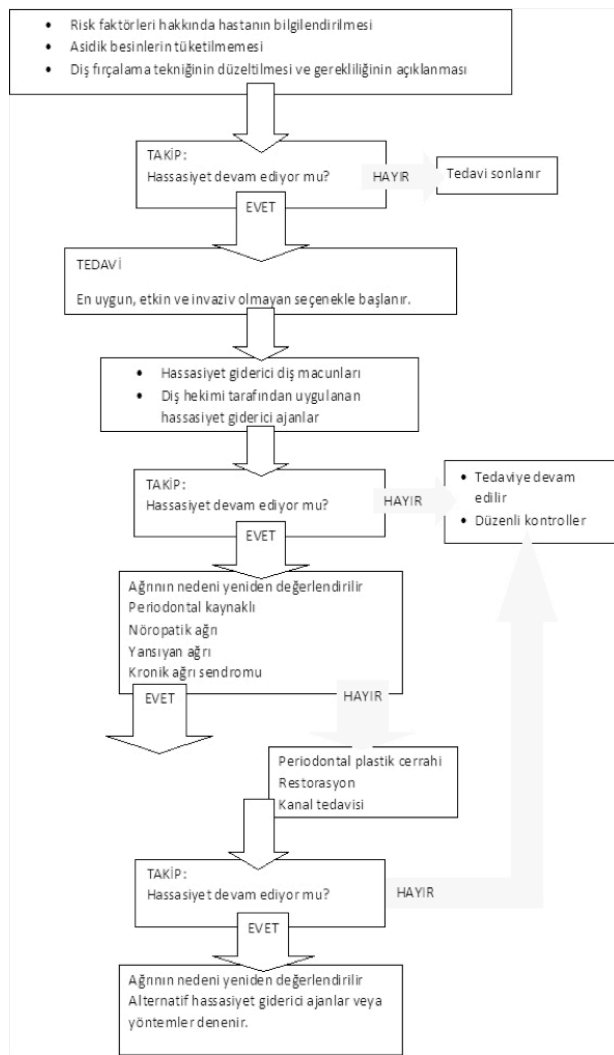 • Risk faktörleri hakkında hastanın bilgilendirilmesi
• Asidik besinlerin tüketilmemesi
• Diş fırçalama tekniğinin düzeltilmesi ve gerekliliğinin açıklanması
TAKİP:
Hassasiyet devam ediyor mu?
HAYIR
Tedavi sonlanır
EVET
TEDAVİ
En uygun, etkin ve invaziv olmayan seçenekle başlanır.
• Hassasiyet giderici diş macunları
• Diş hekimi tarafından uygulanan
hassasiyet giderici ajanlar
TAKİP:
Hassasiyet devam ediyor mu?
HAYIR
• Tedaviye devam
edilir
• Düzenli kontroller
EVET
Ağrının nedeni yeniden değerlendirilir
Periodontal kaynaklı
Nöropatik ağrı
Yansıyan ağrı
Kronik ağrı sendromu
EVET
HAYIR
Periodontal plastik cerrahi
Restorasyon
Kanal tedavisi
TAKİP:
Hassasiyet devam ediyor mu?
HAYIR
EVET
Ağrının nedeni yeniden değerlendirilir
Alternatif hassasiyet giderici ajanlar veya
yöntemler denenir.